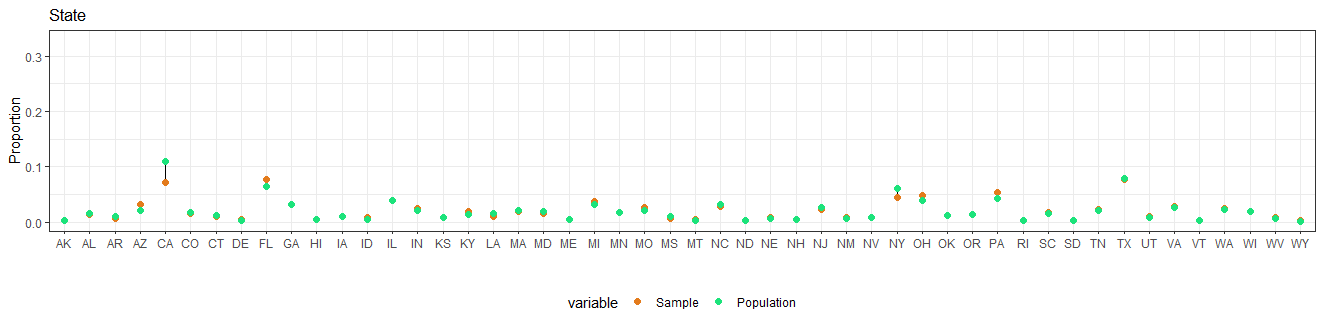 State
Proportion
0.3
0.2
0.1
0.0
AK AL AR AZ CA CO CT DE FL GA HI IA ID IL IN KS KY LA MA MD ME MI MN MO MS MT NC ND NE NH NJ NM NV NY OH OK OR PA RI SC SD TN TX UT VA VT WA WI WV WY
variable Sample Population